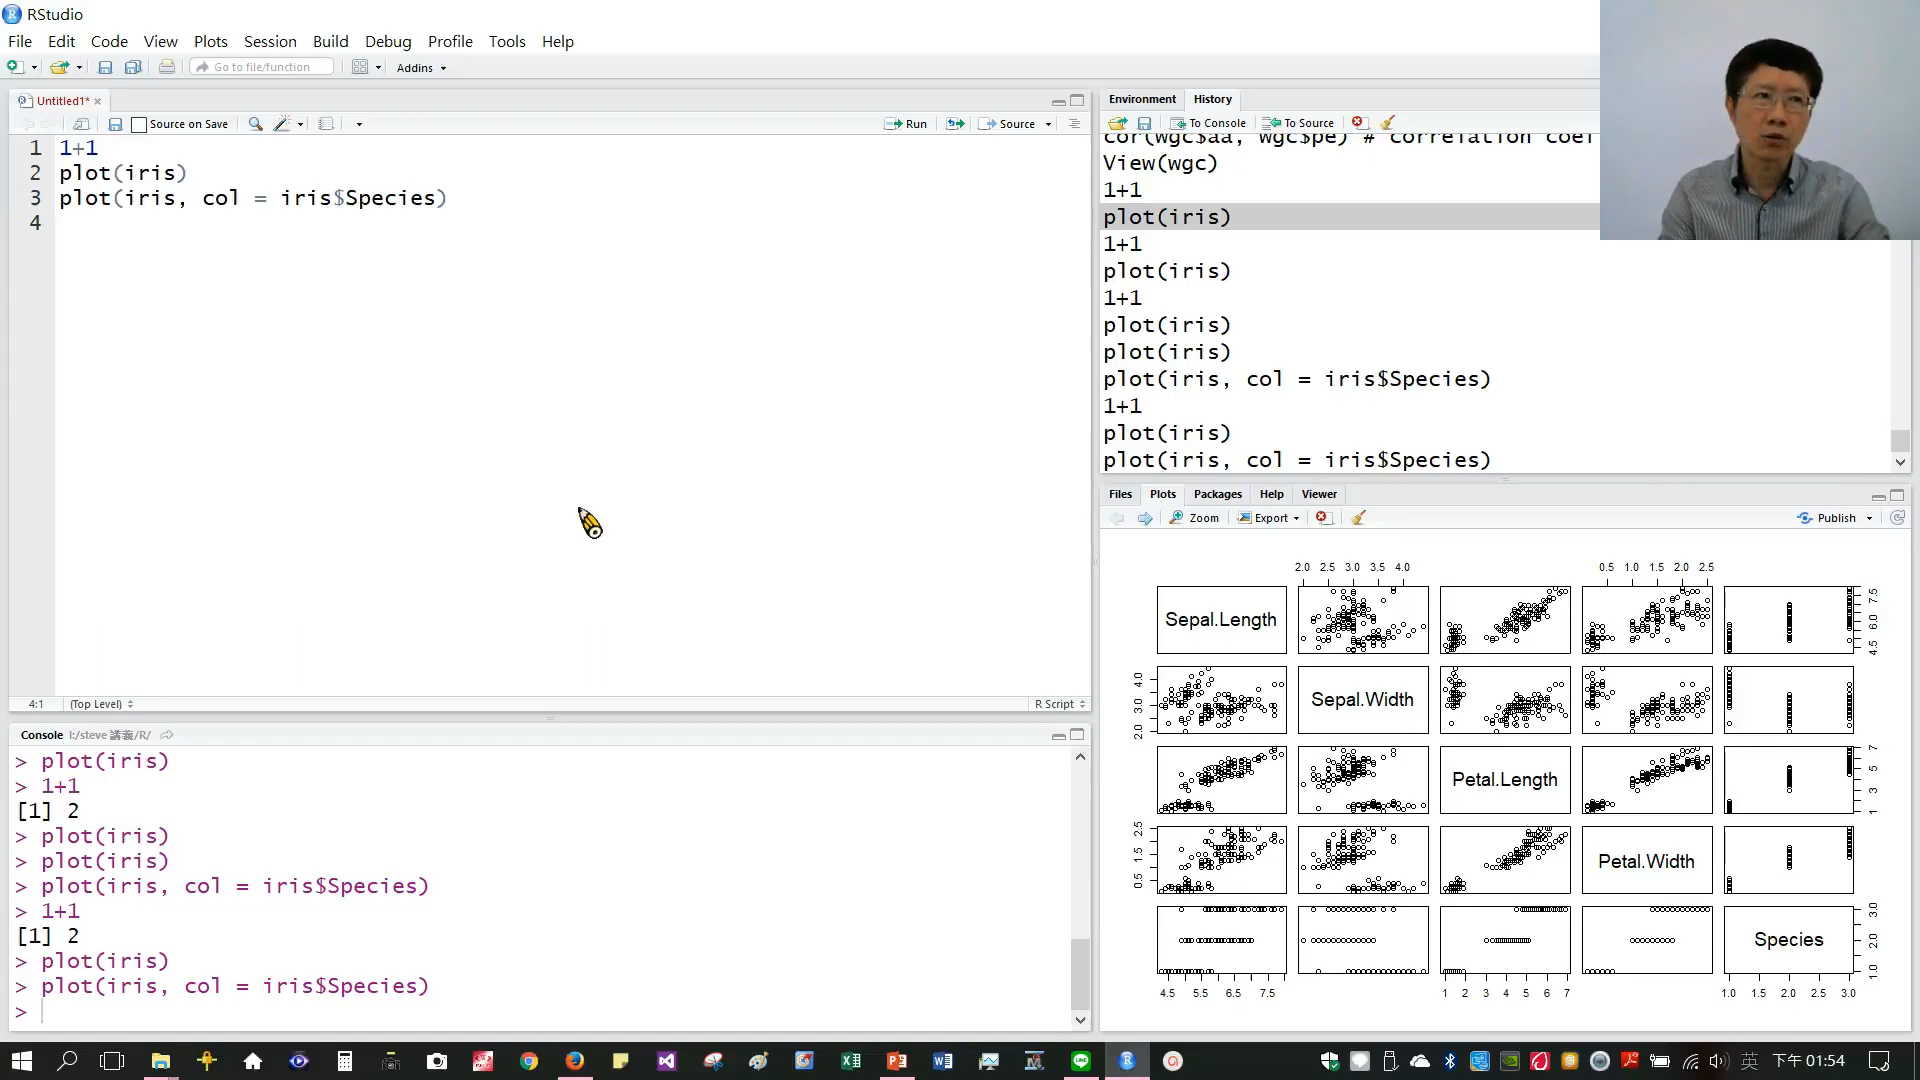 RStudio
File Edit Code View Plots Session Build Debug Profile Tools Help
Go to file/function Addins
Untitled1*
Source on Save Run Source
1 1+1
2 plot(iris)
3 plot(iris, col = iris$Species)
4
4:1 (Top Level) R Script
Console I:/steve 講義/R/
> plot(iris)
> 1+1
[1] 2
> plot(iris)
> plot(iris)
> plot(iris, col = iris$Species)
> 1+1
[1] 2
> plot(iris)
> plot(iris, col = iris$Species)
>
Environment History
To Console To Source
cor(wgc$aa, wgc$pe) # correlation coef
View(wgc)
1+1
plot(iris)
1+1
plot(iris)
1+1
plot(iris)
plot(iris)
plot(iris, col = iris$Species)
1+1
plot(iris)
plot(iris, col = iris$Species)
Files Plots Packages Help Viewer
Zoom Export Publish
2.0 2.5 3.0 3.5 4.0 0.5 1.0 1.5 2.0 2.5
Sepal.Length 4.5 6.0 7.5
2.0 3.0 4.0 Sepal.Width
Petal.Length 1 3 5 7
0.5 1.5 2.5 Petal.Width
Species 1.0 2.0 3.0
4.5 5.5 6.5 7.5 1 2 3 4 5 6 7 1.0 1.5 2.0 2.5 3.0
英 下午 01:54